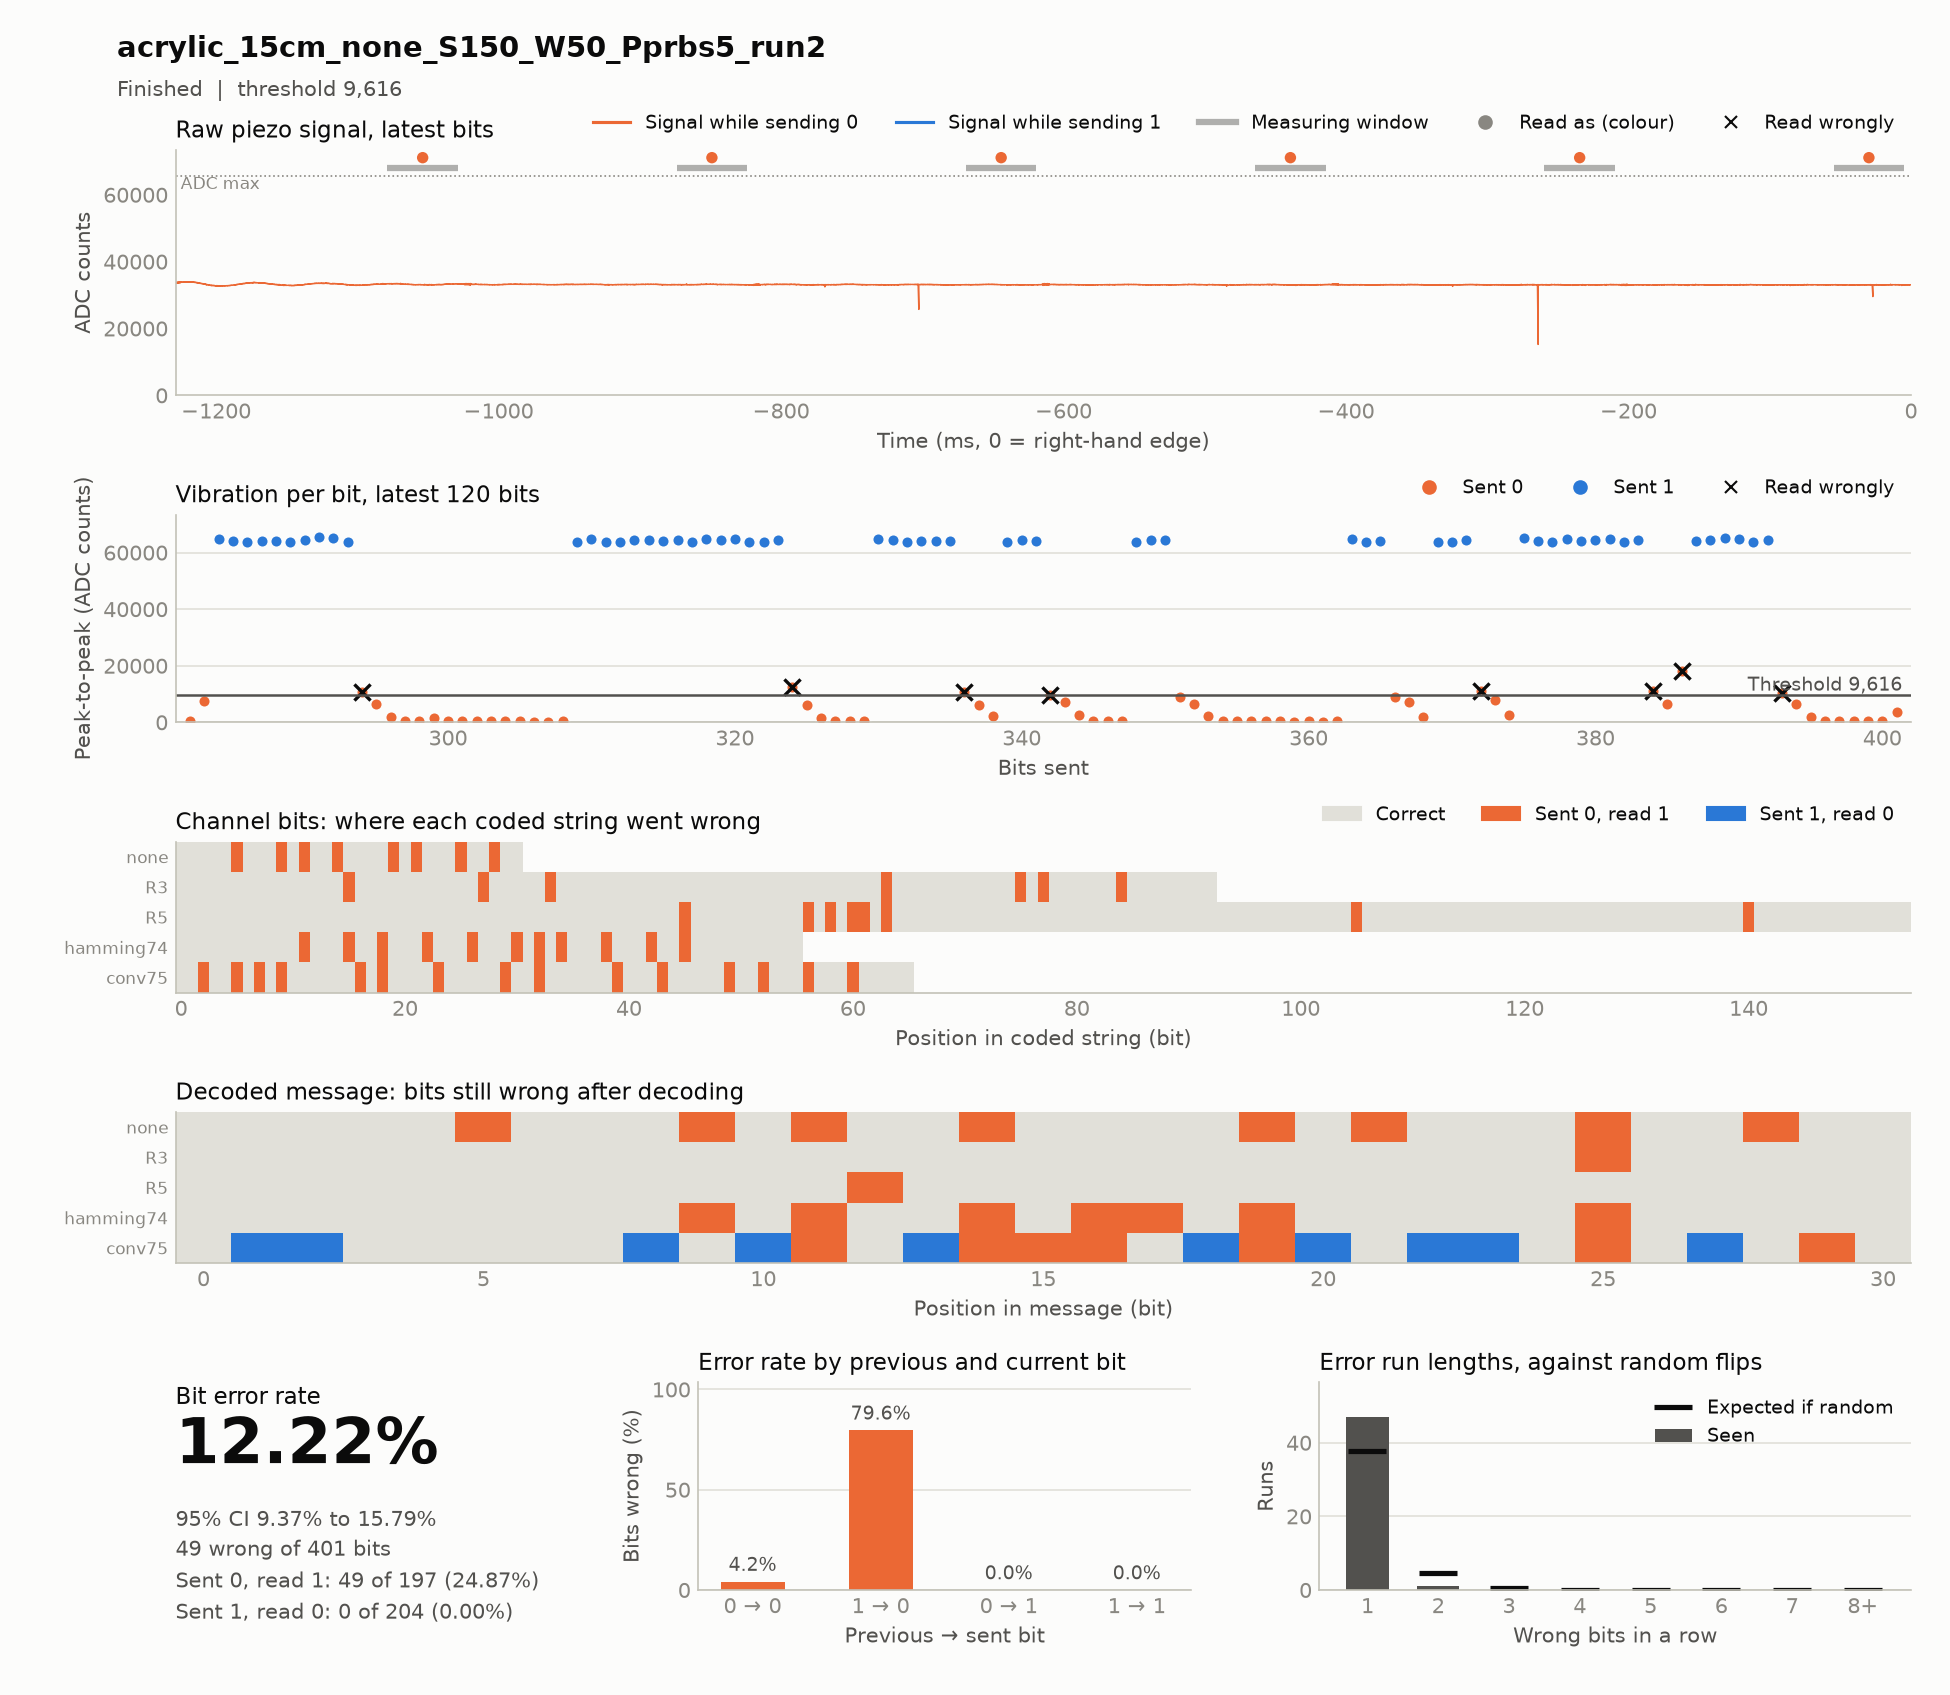 acrylic_15cm_none_S150_W50_Pprbs5_run2
Finished | threshold 9,616
Raw piezo signal, latest bits
Signal while sending 0
Signal while sending 1
Measuring window
Read as (colour)
Read wrongly
ADC max
60000
40000
20000
0
ADC counts
−1200
−1000
−800
−600
−400
−200
0
Time (ms, 0 = right-hand edge)
Vibration per bit, latest 120 bits
Sent 0
Sent 1
Read wrongly
60000
40000
20000
0
Peak-to-peak (ADC counts)
Threshold 9,616
300
320
340
360
380
400
Bits sent
Channel bits: where each coded string went wrong
Correct
Sent 0, read 1
Sent 1, read 0
none
R3
R5
hamming74
conv75
0
20
40
60
80
100
120
140
Position in coded string (bit)
Decoded message: bits still wrong after decoding
none
R3
R5
hamming74
conv75
0
5
10
15
20
25
30
Position in message (bit)
Bit error rate
12.22%
95% CI 9.37% to 15.79%
49 wrong of 401 bits
Sent 0, read 1: 49 of 197 (24.87%)
Sent 1, read 0: 0 of 204 (0.00%)
Error rate by previous and current bit
100
50
0
Bits wrong (%)
4.2%
79.6%
0.0%
0.0%
0 → 0
1 → 0
0 → 1
1 → 1
Previous → sent bit
Error run lengths, against random flips
Expected if random
Seen
40
20
0
Runs
1
2
3
4
5
6
7
8+
Wrong bits in a row